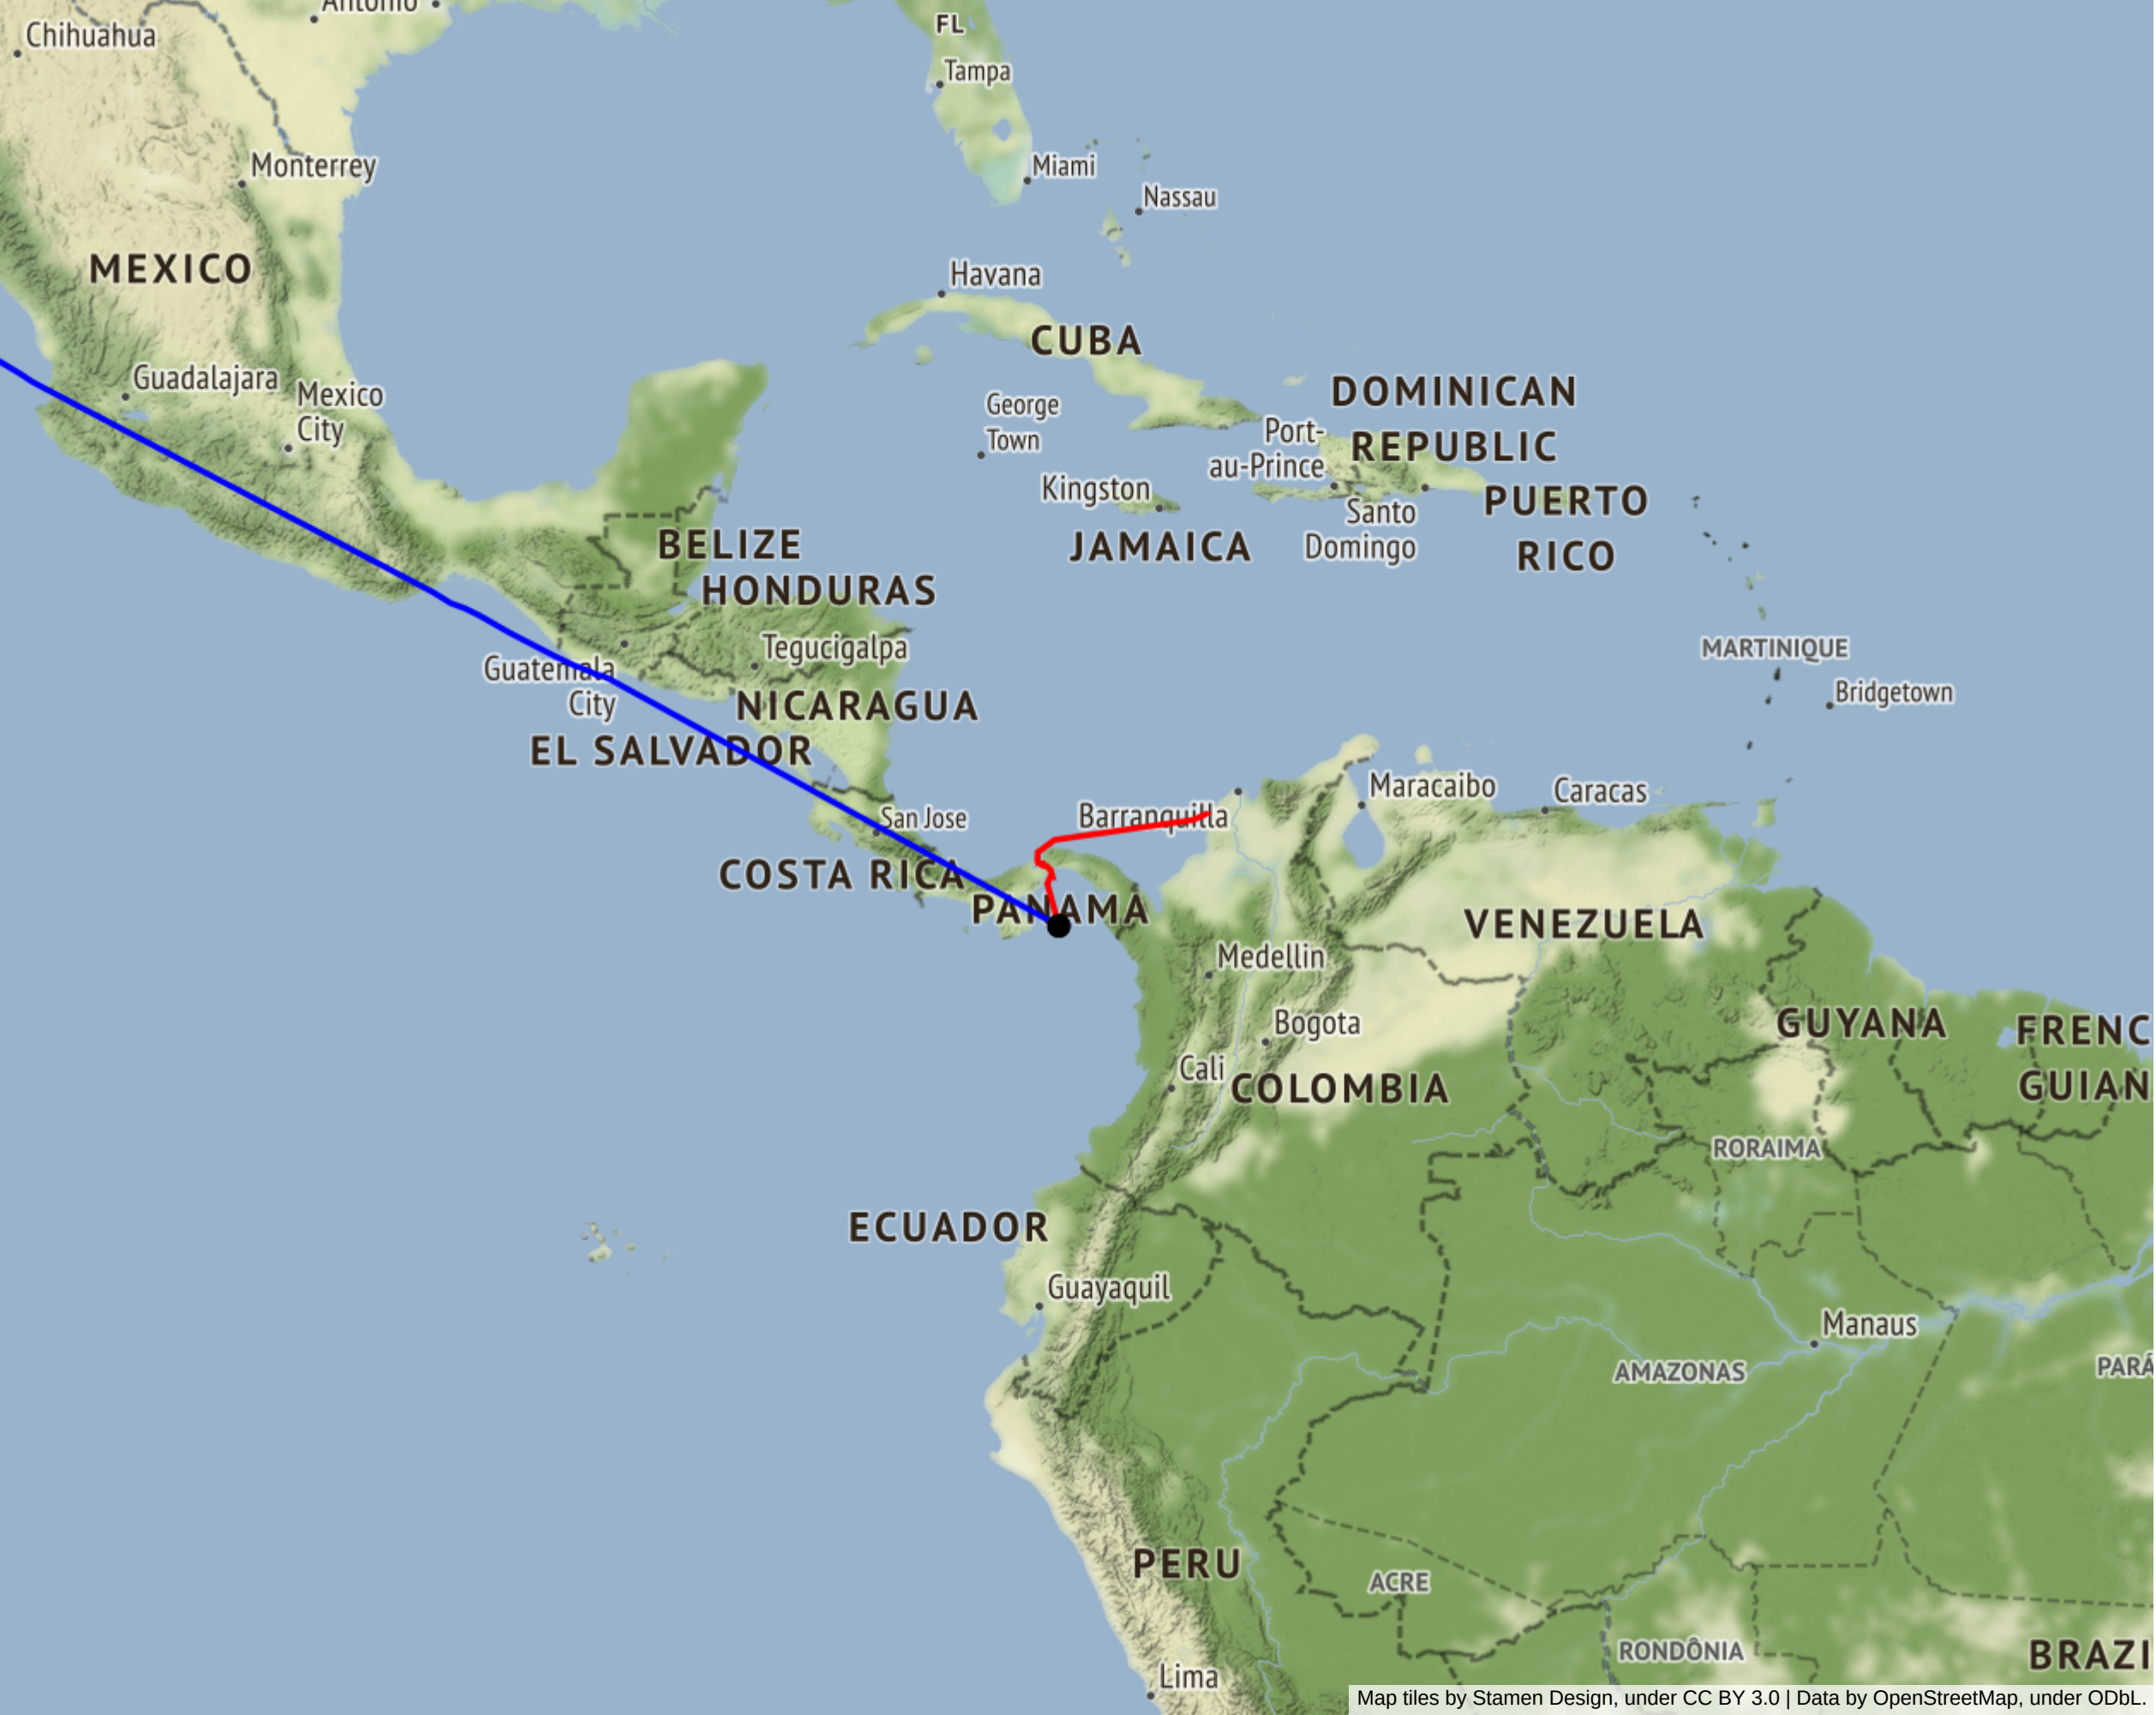 Antonio
Chihuahua
FL
Tampa
Monterrey
Miami
Nassau
MEXICO
Havana
CUBA
Guadalajara
Mexico
City
George
Town
DOMINICAN
REPUBLIC
Port-
au-Prince
Kingston
PUERTO
RICO
Santo
Domingo
JAMAICA
BELIZE
HONDURAS
Tegucigalpa
Guatemala
City
MARTINIQUE
Bridgetown
NICARAGUA
EL SALVADOR
Maracaibo
Caracas
San Jose
Barranquilla
COSTA RICA
PANAMA
VENEZUELA
Medellin
Bogota
GUYANA
FRENC
GUIAN
Cali
COLOMBIA
RORAIMA
ECUADOR
Guayaquil
Manaus
AMAZONAS
PARÁ
PERU
ACRE
RONDÔNIA
BRAZI
Lima
Map tiles by Stamen Design, under CC BY 3.0 | Data by OpenStreetMap, under ODbL.